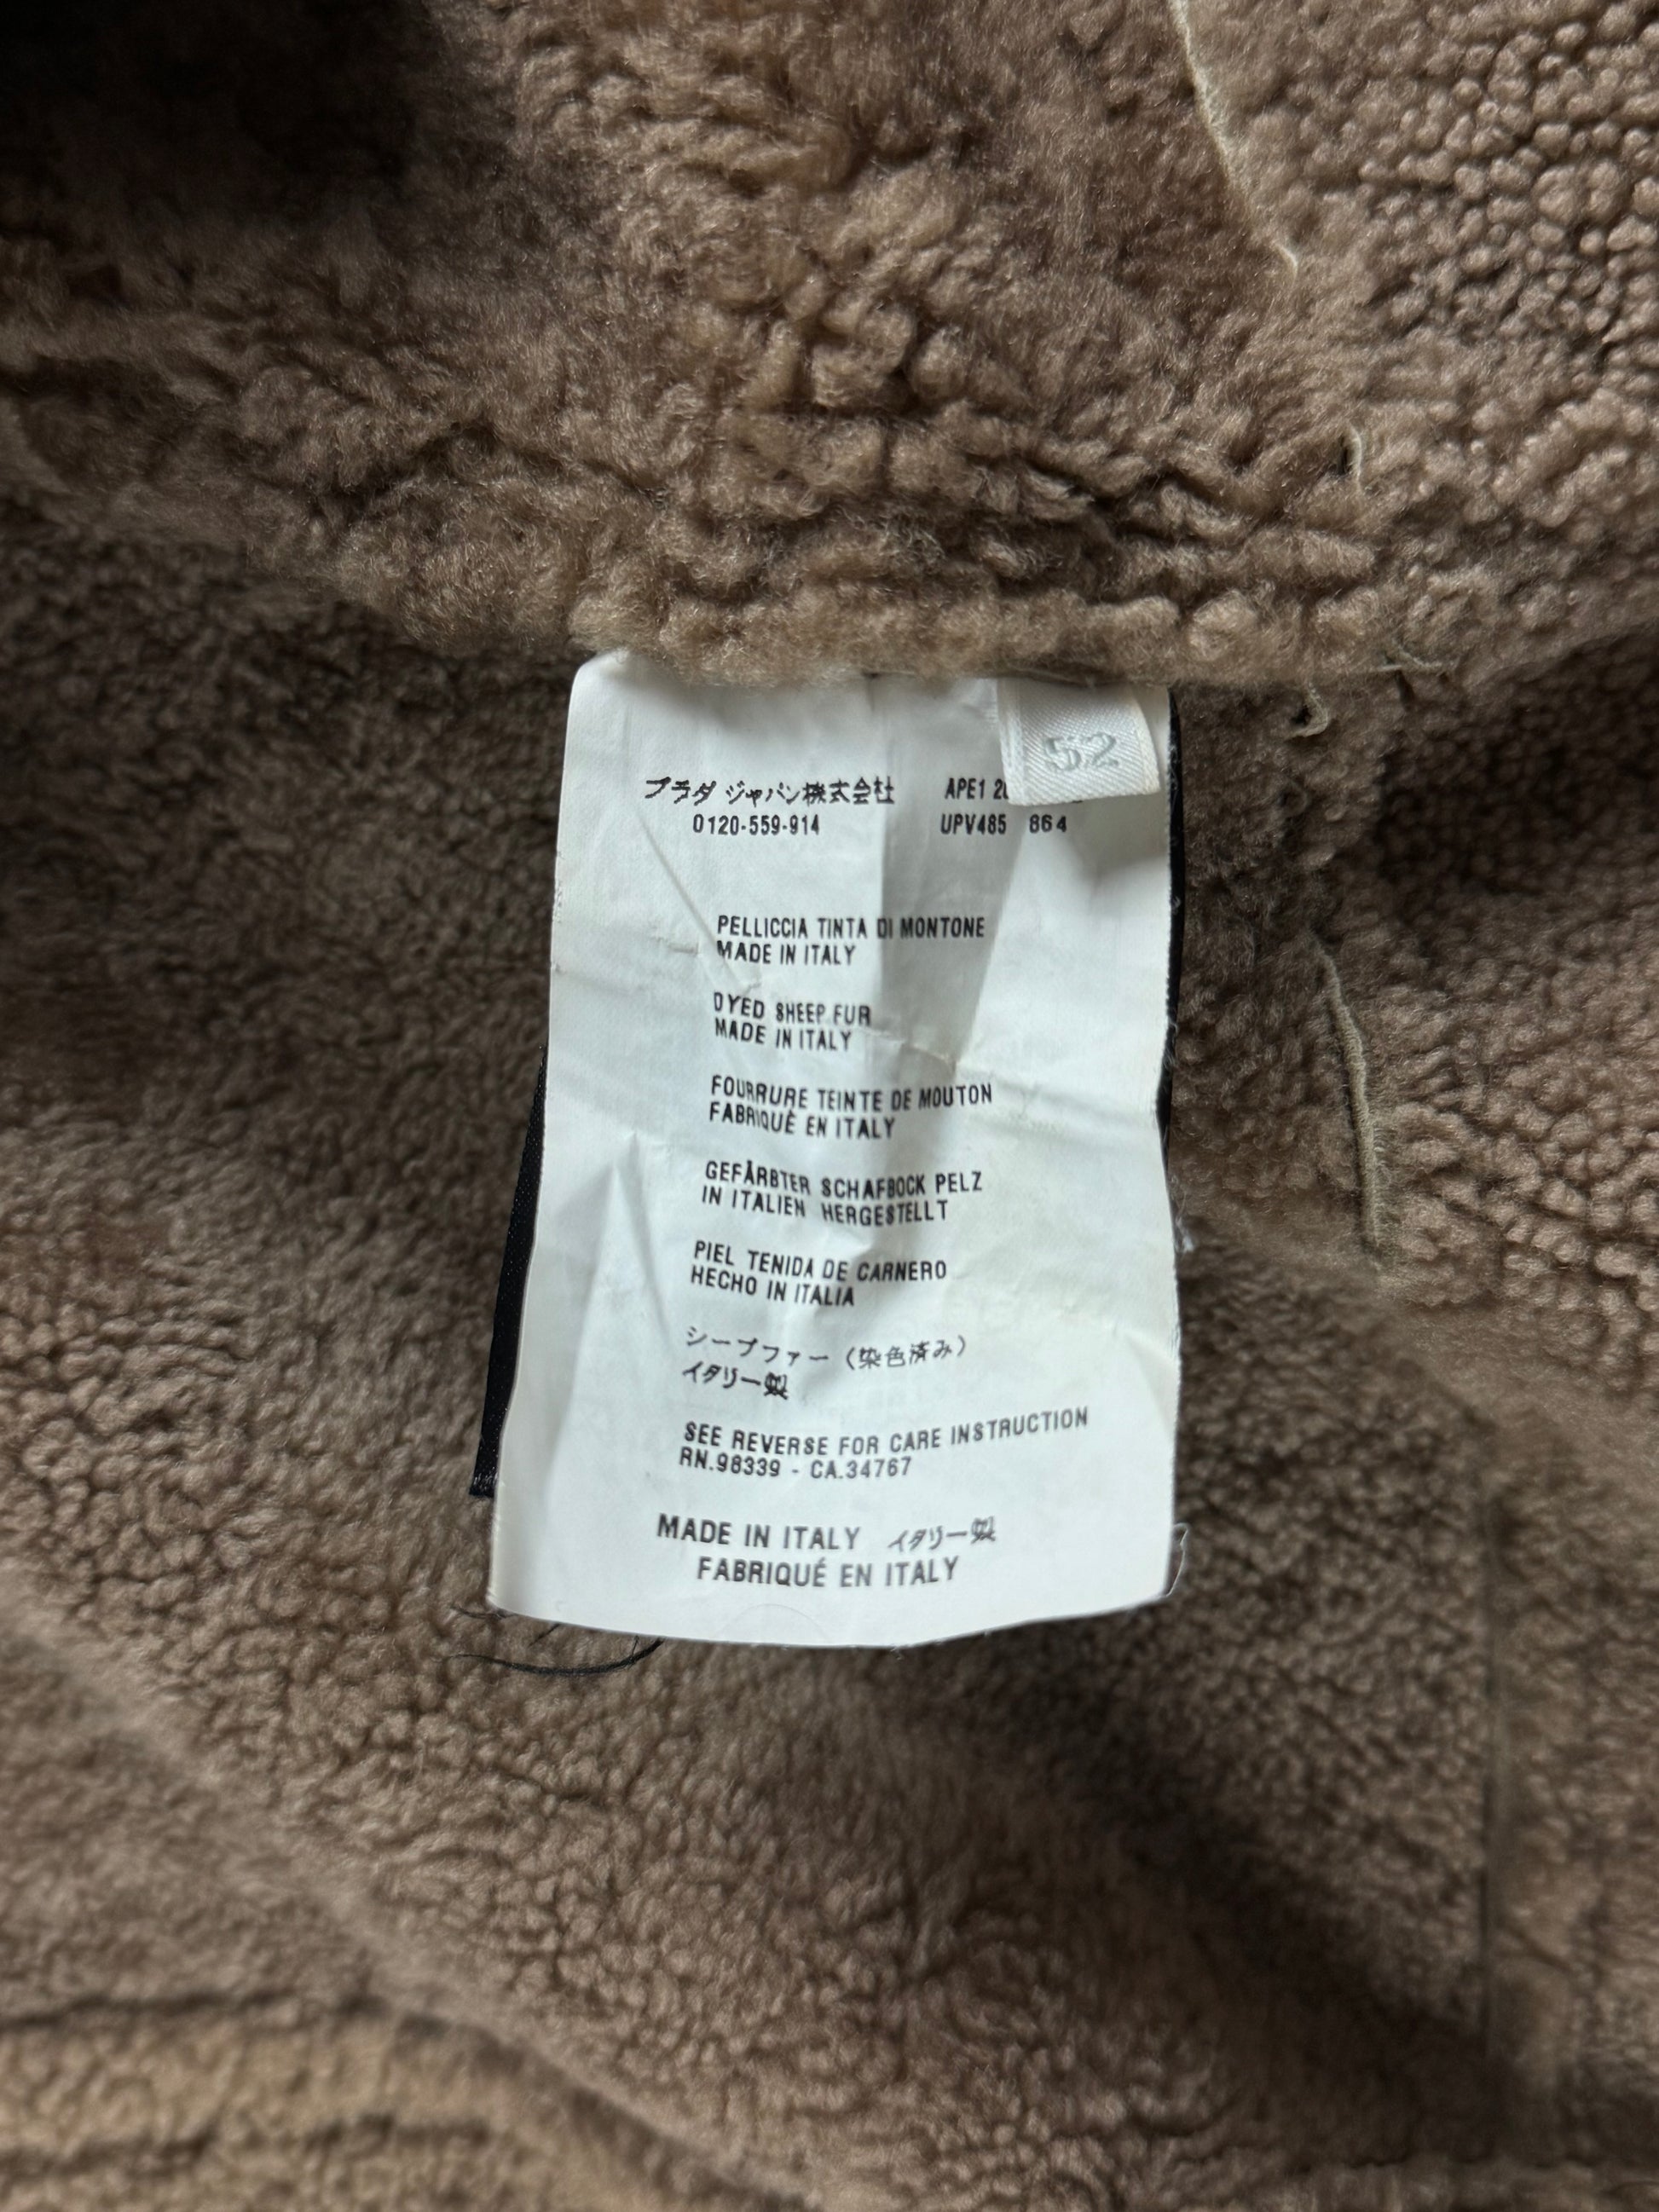 52
プラダ ジャパン株式会社 APE1
0120-559-914 UPV485 864
PELLICCIA TINTA DI MONTONE
MADE IN ITALY
DYED SHEEP FUR
MADE IN ITALY
FOURRURE TEINTE DE MOUTON
FABRIQUÈ EN ITALY
GEFÄRBTER SCHAFBOCK PELZ
IN ITALIEN HERGESTELLT
PIEL TENIDA DE CARNERO
HECHO IN ITALIA
シープファー（染色済み）
イタリー製
SEE REVERSE FOR CARE INSTRUCTION
RN.98339 - CA.34767
MADE IN ITALY イタリー製
FABRIQUÉ EN ITALY